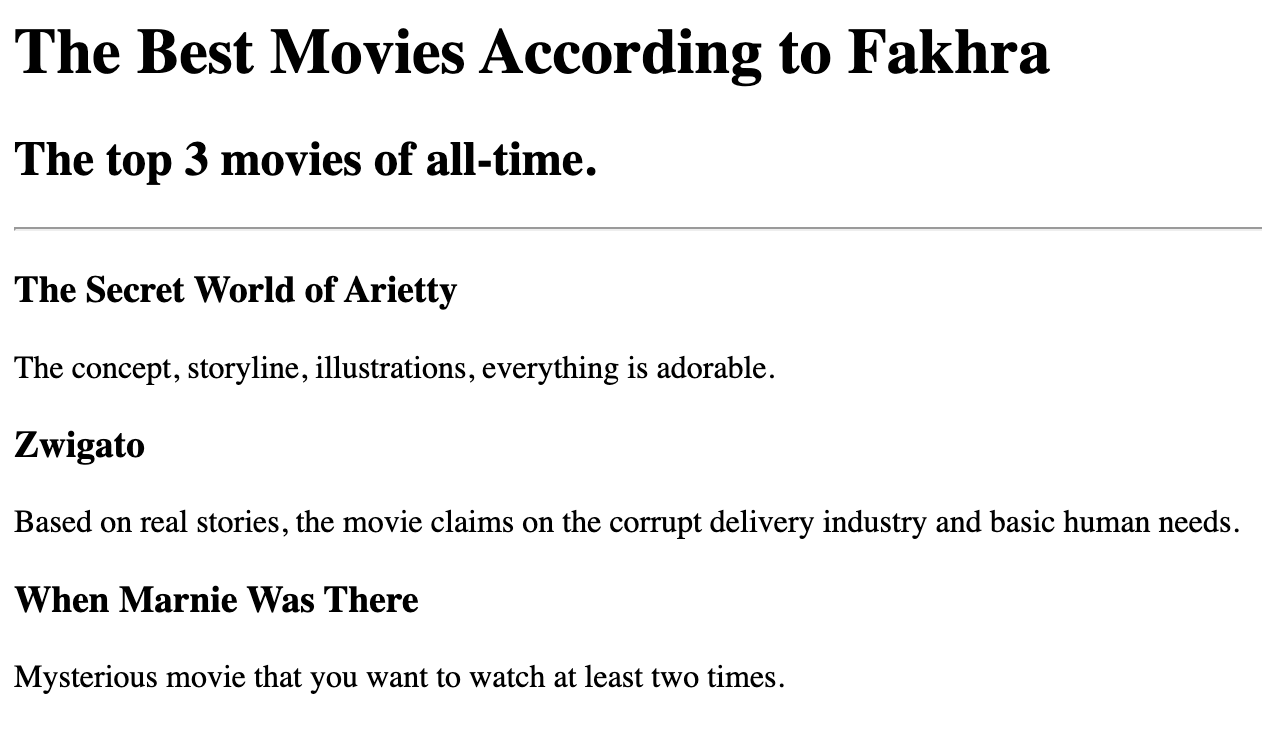 The Best Movies According to Fakhra
The top 3 movies of all-time.
The Secret World of Arietty
The concept, storyline, illustrations, everything is adorable.
Zwigato
Based on real stories, the movie claims on the corrupt delivery industry and basic human needs.
When Marnie Was There
Mysterious movie that you want to watch at least two times.